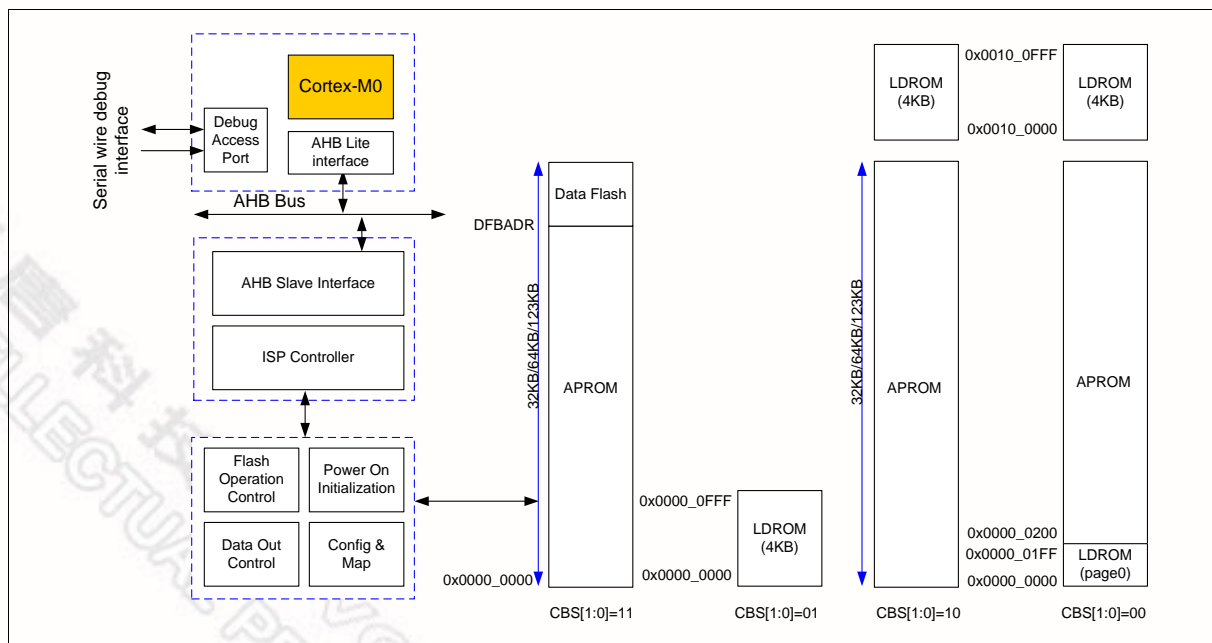 Cortex-M0
Debug
Access
Port
AHB Lite
interface
Serial wire debug
interface
AHB Bus
AHB Slave Interface
ISP Controller
Flash
Operation
Control
Power On
Initialization
Data Out
Control
Config &
Map
Data Flash
DFBADR
32KB/64KB/123KB
APROM
0x0000_0000
CBS[1:0]=11
0x0000_0FFF
LDROM
(4KB)
0x0000_0000
CBS[1:0]=01
LDROM
(4KB)
0x0010_0FFF
0x0010_0000
LDROM
(4KB)
32KB/64KB/123KB
APROM
APROM
0x0000_0200
0x0000_01FF
0x0000_0000
LDROM
(page0)
CBS[1:0]=10
CBS[1:0]=00
科技